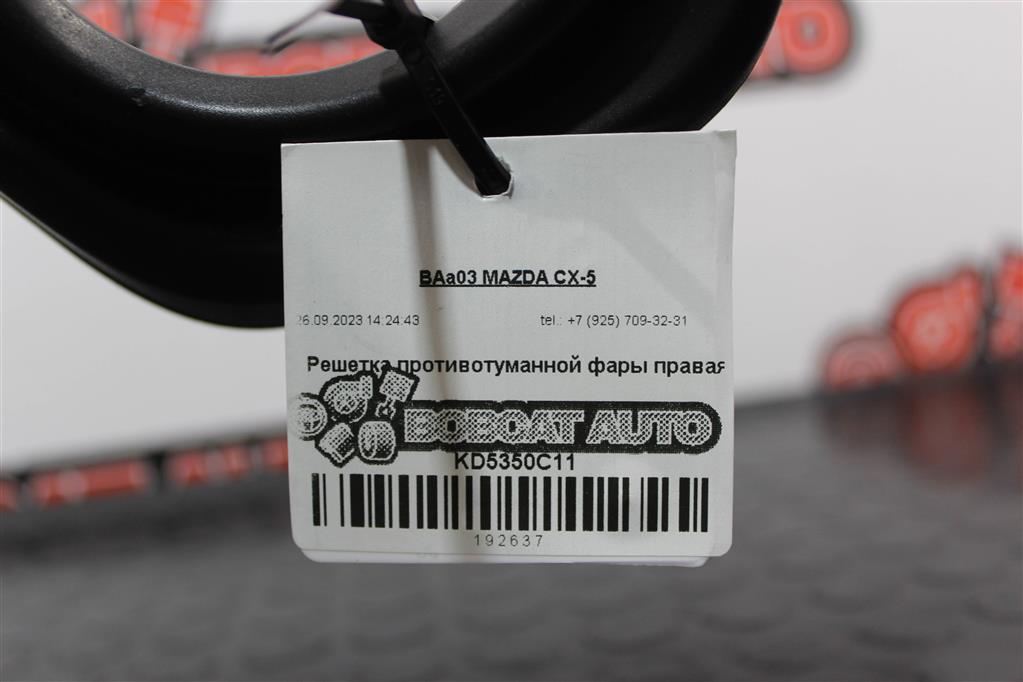 BAa03 MAZDA CX-5
26.09.2023 14:24:43 tel.: +7 (925) 709-32-31
Решетка противотуманной фары правая
BOBCAT AUTO
KD5350C11
192637